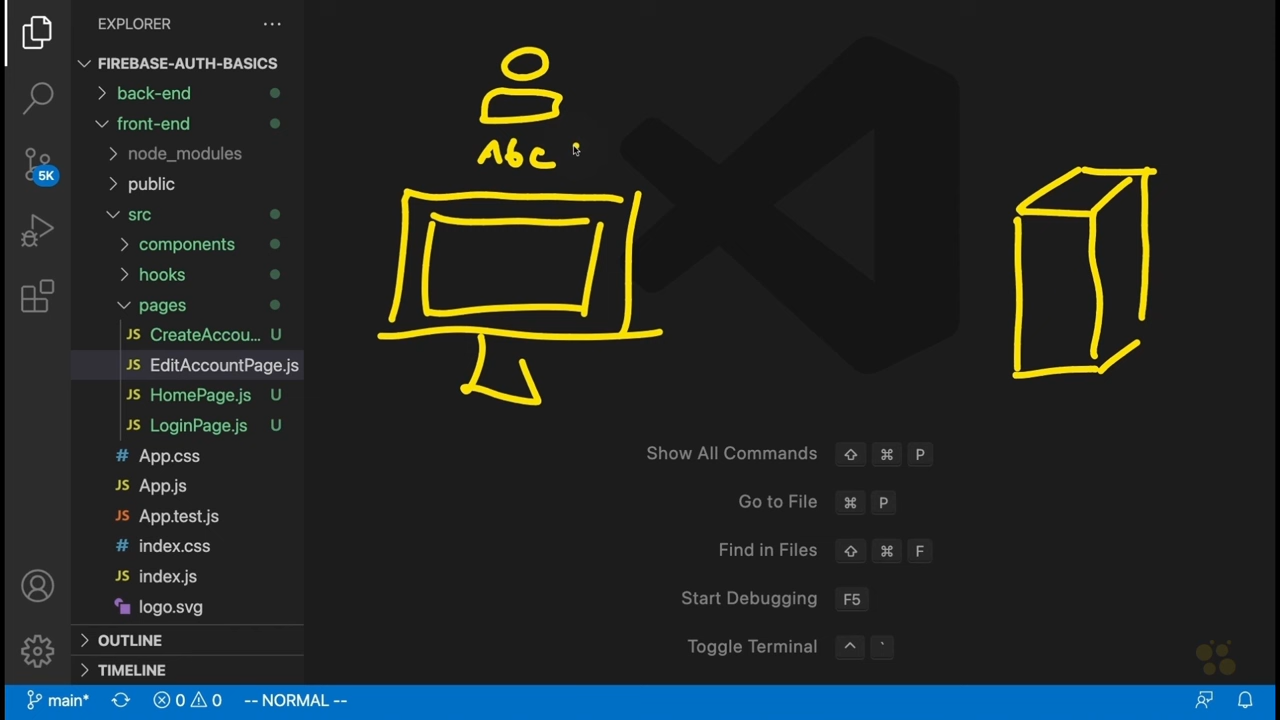 EXPLORER
FIREBASE-AUTH-BASICS
back-end
front-end
node_modules
public
src
components
hooks
pages
JS CreateAccou... U
JS EditAccountPage.js
JS HomePage.js U
JS LoginPage.js U
# App.css
JS App.js
JS App.test.js
# index.css
JS index.js
logo.svg
OUTLINE
TIMELINE
5K
Abc
Show All Commands ⇧ ⌘ P
Go to File ⌘ P
Find in Files ⇧ ⌘ F
Start Debugging F5
Toggle Terminal ^ `
main* 0 0 -- NORMAL --